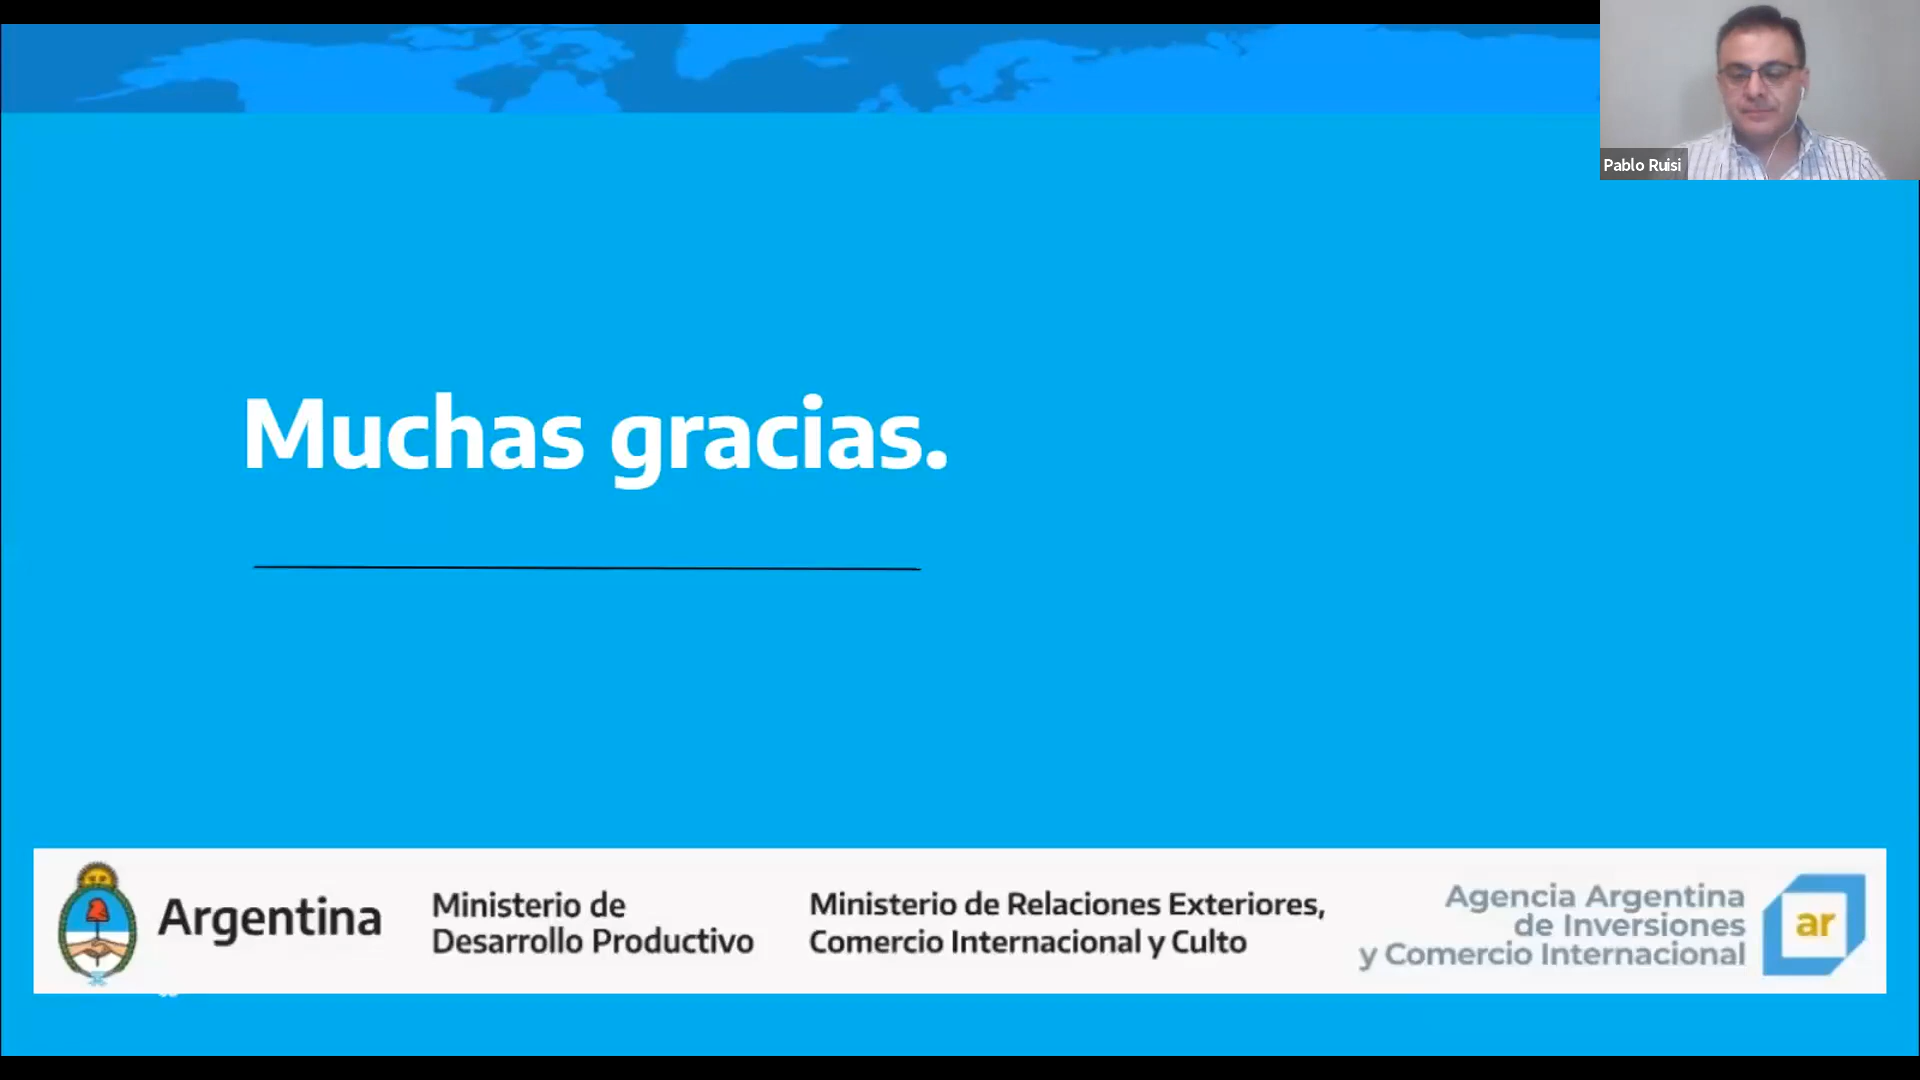 Pablo Ruisi
Muchas gracias.
Argentina
Ministerio de
Desarrollo Productivo
Ministerio de Relaciones Exteriores,
Comercio Internacional y Culto
Agencia Argentina
de Inversiones
y Comercio Internacional
ar